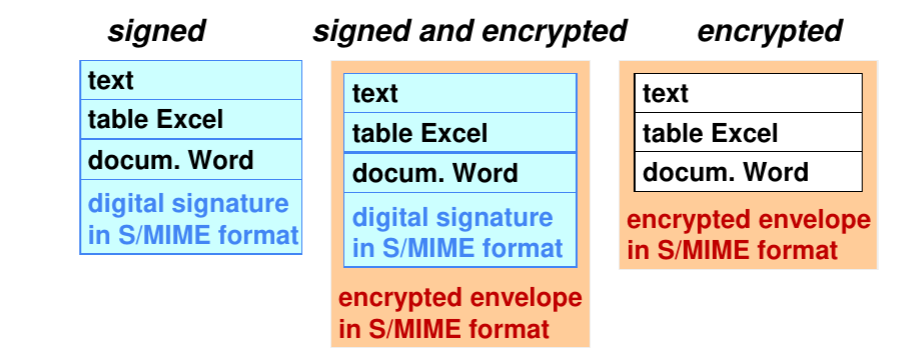 signed
text
table Excel
docum. Word
digital signature
in S/MIME format
signed and encrypted
text
table Excel
docum. Word
digital signature
in S/MIME format
encrypted envelope
in S/MIME format
encrypted
text
table Excel
docum. Word
encrypted envelope
in S/MIME format